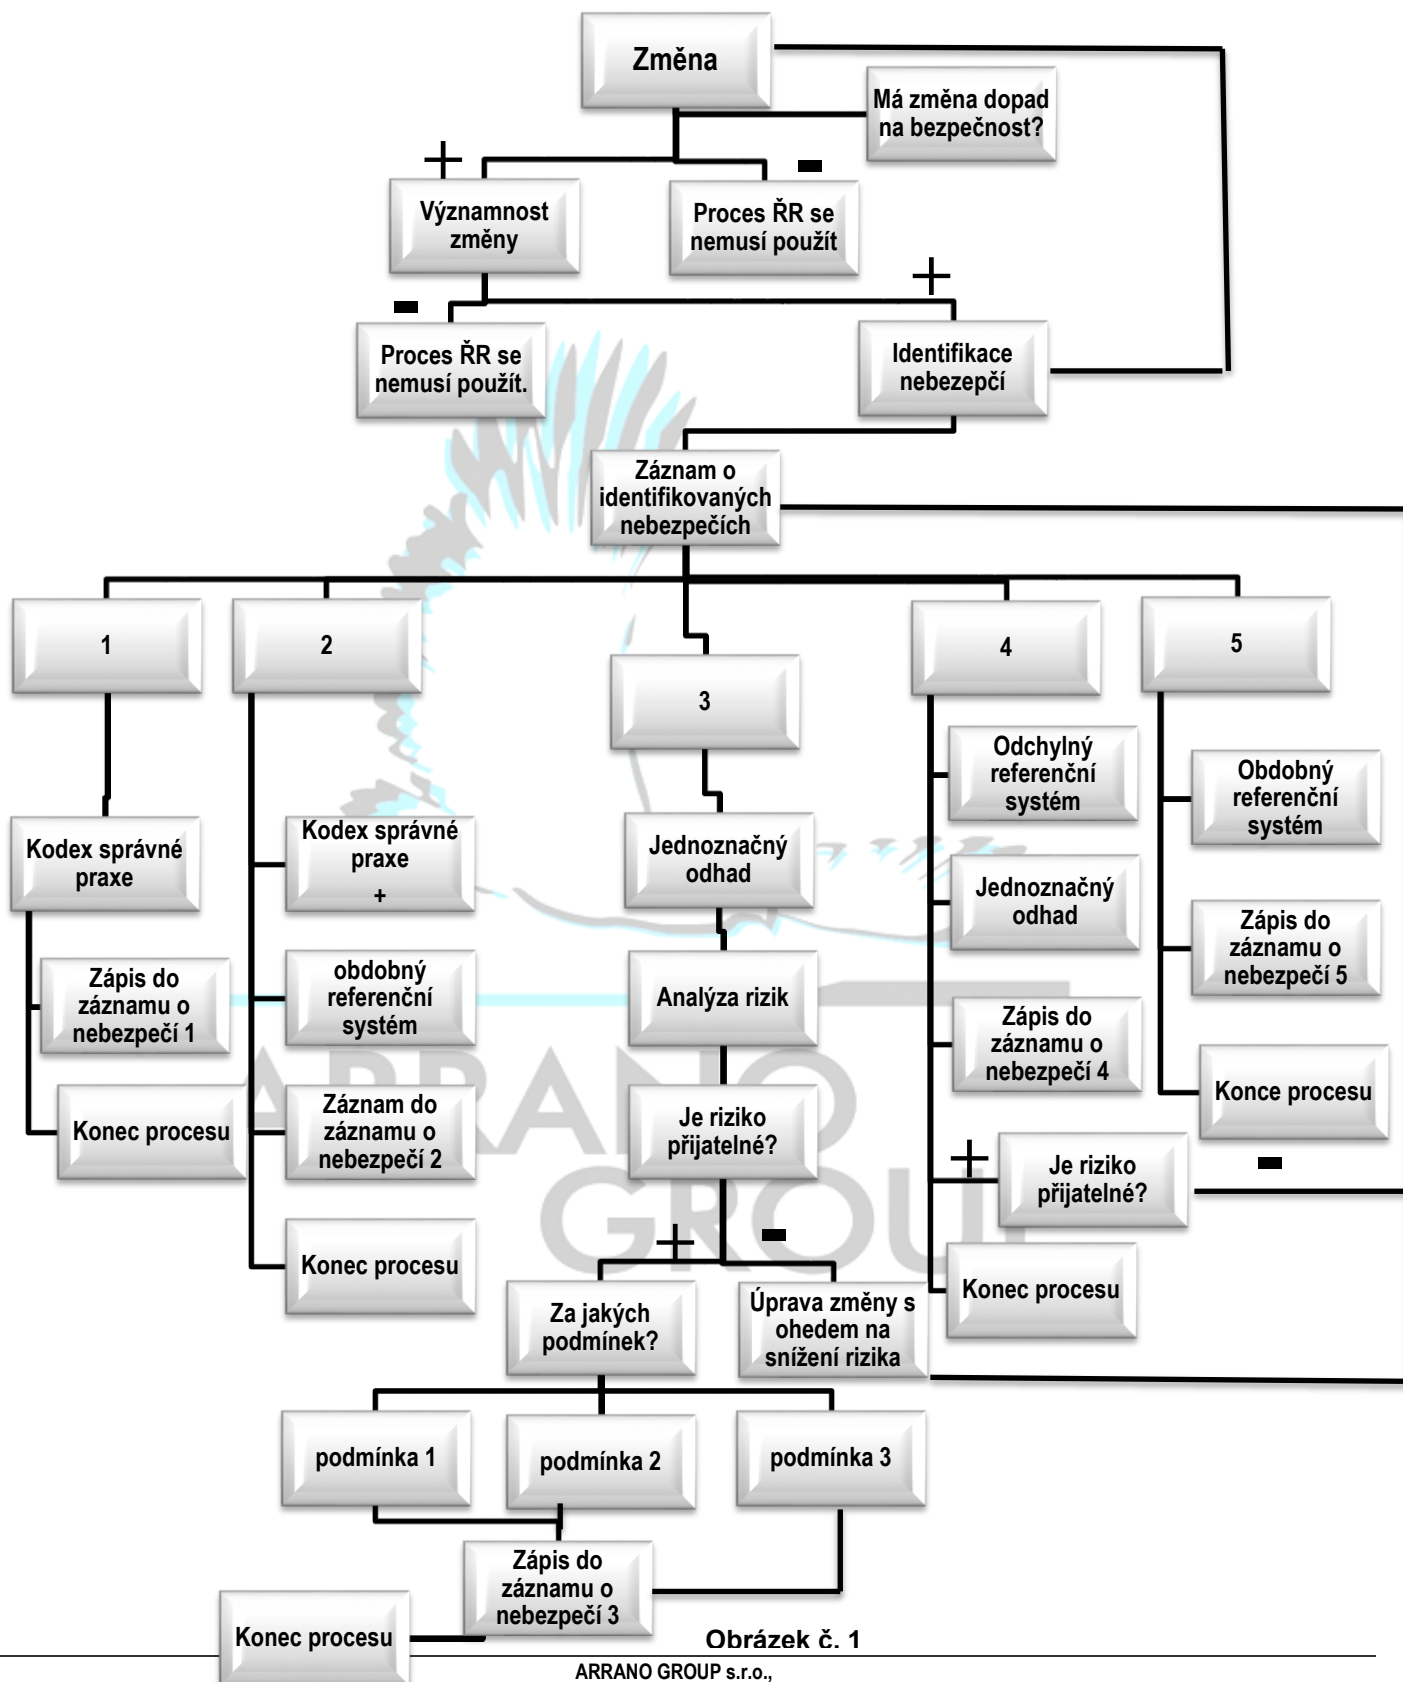 Změna
Má změna dopad
na bezpečnost?
+
-
Významnost
změny
Proces ŘR se
nemusí použít
-
+
Proces ŘR se
nemusí použít.
Identifikace
nebezepčí
Záznam o
identifikovaných
nebezpečích
1
2
3
4
5
Kodex správné
praxe
Zápis do
záznamu o
nebezpečí 1
Konec procesu
Kodex správné
praxe
+
obdobný
referenční
systém
Záznam do
záznamu o
nebezpečí 2
Konec procesu
Jednoznačný
odhad
Analýza rizik
Je riziko
přijatelné?
+
-
Za jakých
podmínek?
Úprava změny s
ohedem na
snížení rizika
podmínka 1
podmínka 2
podmínka 3
Zápis do
záznamu o
nebezpečí 3
Konec procesu
Odchylný
referenční
systém
Jednoznačný
odhad
Zápis do
záznamu o
nebezpečí 4
+
Je riziko
přijatelné?
-
Konec procesu
Obdobný
referenční
systém
Zápis do
záznamu o
nebezpečí 5
Konce procesu
ARRANO
GROUP
Obrázek č. 1
ARRANO GROUP s.r.o.,